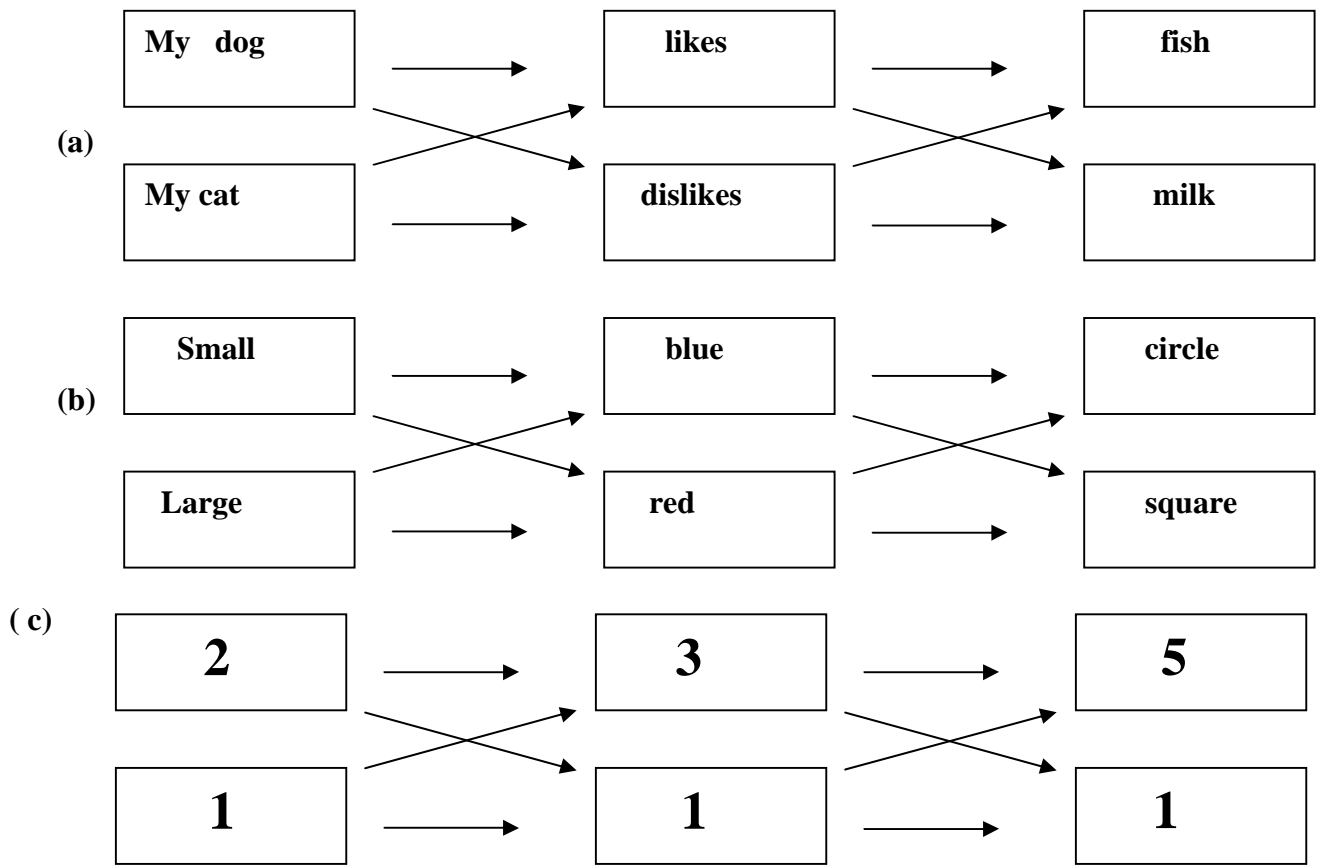 My dog likes fish
(a)
My cat dislikes milk
Small blue circle
(b)
Large red square
( c)
2 3 5
1 1 1